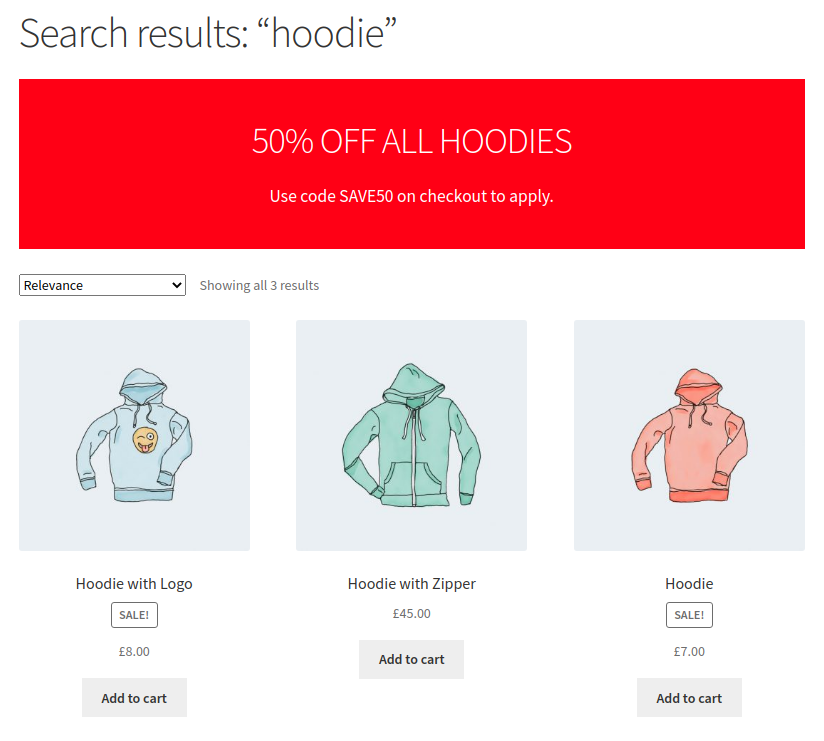 Search results: “hoodie”
50% OFF ALL HOODIES
Use code SAVE50 on checkout to apply.
Relevance
Showing all 3 results
Hoodie with Logo
SALE!
£8.00
Add to cart
Hoodie with Zipper
£45.00
Add to cart
Hoodie
SALE!
£7.00
Add to cart